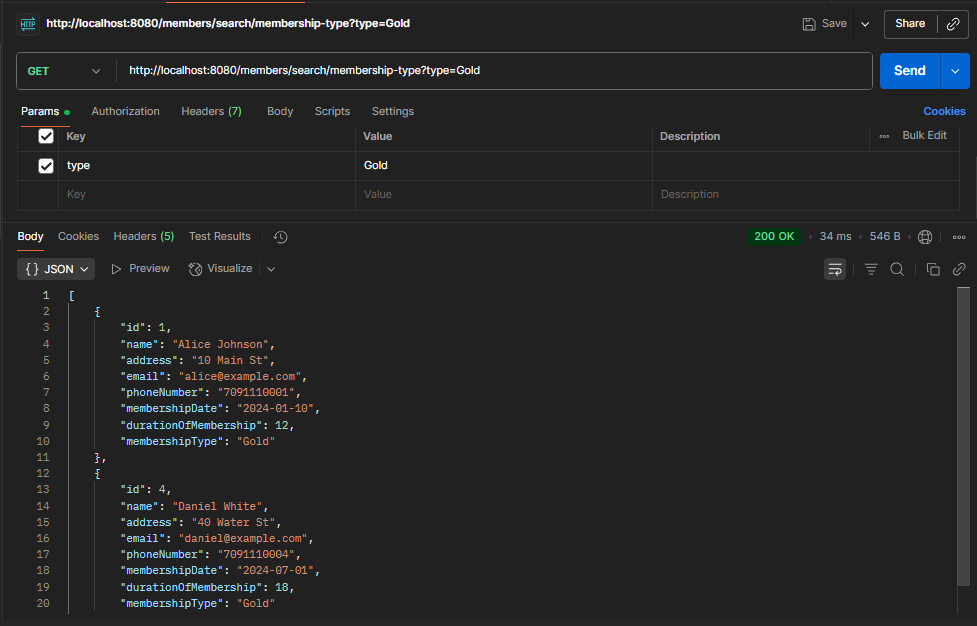 HTTP http://localhost:8080/members/search/membership-type?type=Gold Save Share
GET http://localhost:8080/members/search/membership-type?type=Gold Send
Params Authorization Headers (7) Body Scripts Settings Cookies
Key Value Description Bulk Edit
type Gold
Key Value Description
Body Cookies Headers (5) Test Results 200 OK • 34 ms • 546 B
{} JSON Preview Visualize
1 [
2 {
3 "id": 1,
4 "name": "Alice Johnson",
5 "address": "10 Main St",
6 "email": "alice@example.com",
7 "phoneNumber": "7091110001",
8 "membershipDate": "2024-01-10",
9 "durationOfMembership": 12,
10 "membershipType": "Gold"
11 },
12 {
13 "id": 4,
14 "name": "Daniel White",
15 "address": "40 Water St",
16 "email": "daniel@example.com",
17 "phoneNumber": "7091110004",
18 "membershipDate": "2024-07-01",
19 "durationOfMembership": 18,
20 "membershipType": "Gold"